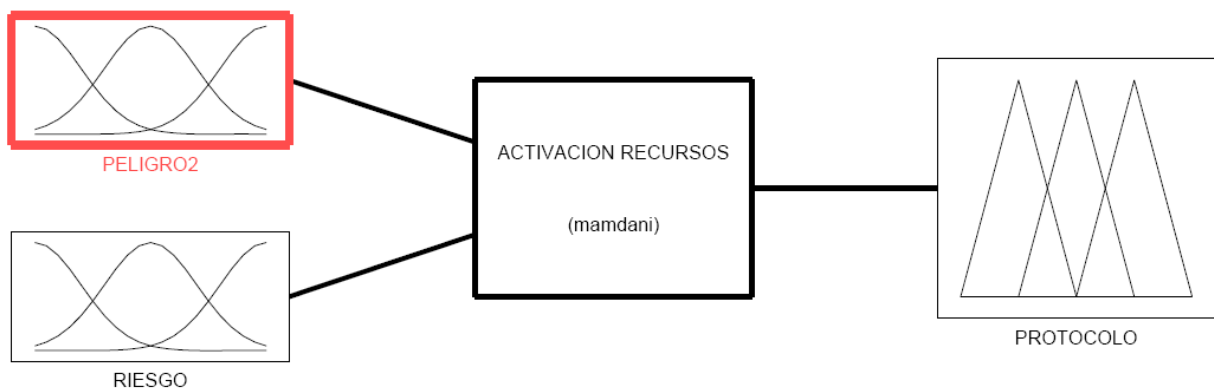 PELIGRO2
RIESGO
ACTIVACION RECURSOS
(mamdani)
PROTOCOLO